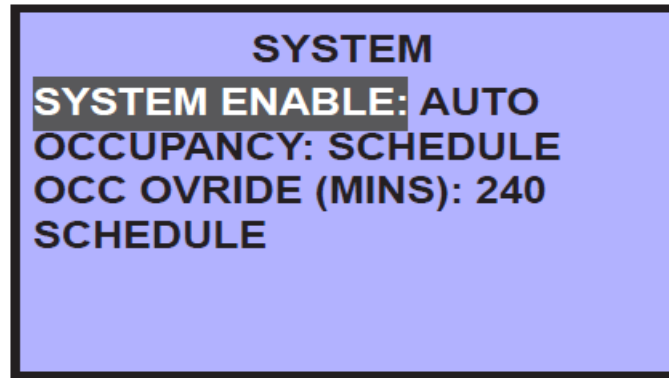 SYSTEM
SYSTEM ENABLE: AUTO
OCCUPANCY: SCHEDULE
OCC OVRIDE (MINS): 240
SCHEDULE